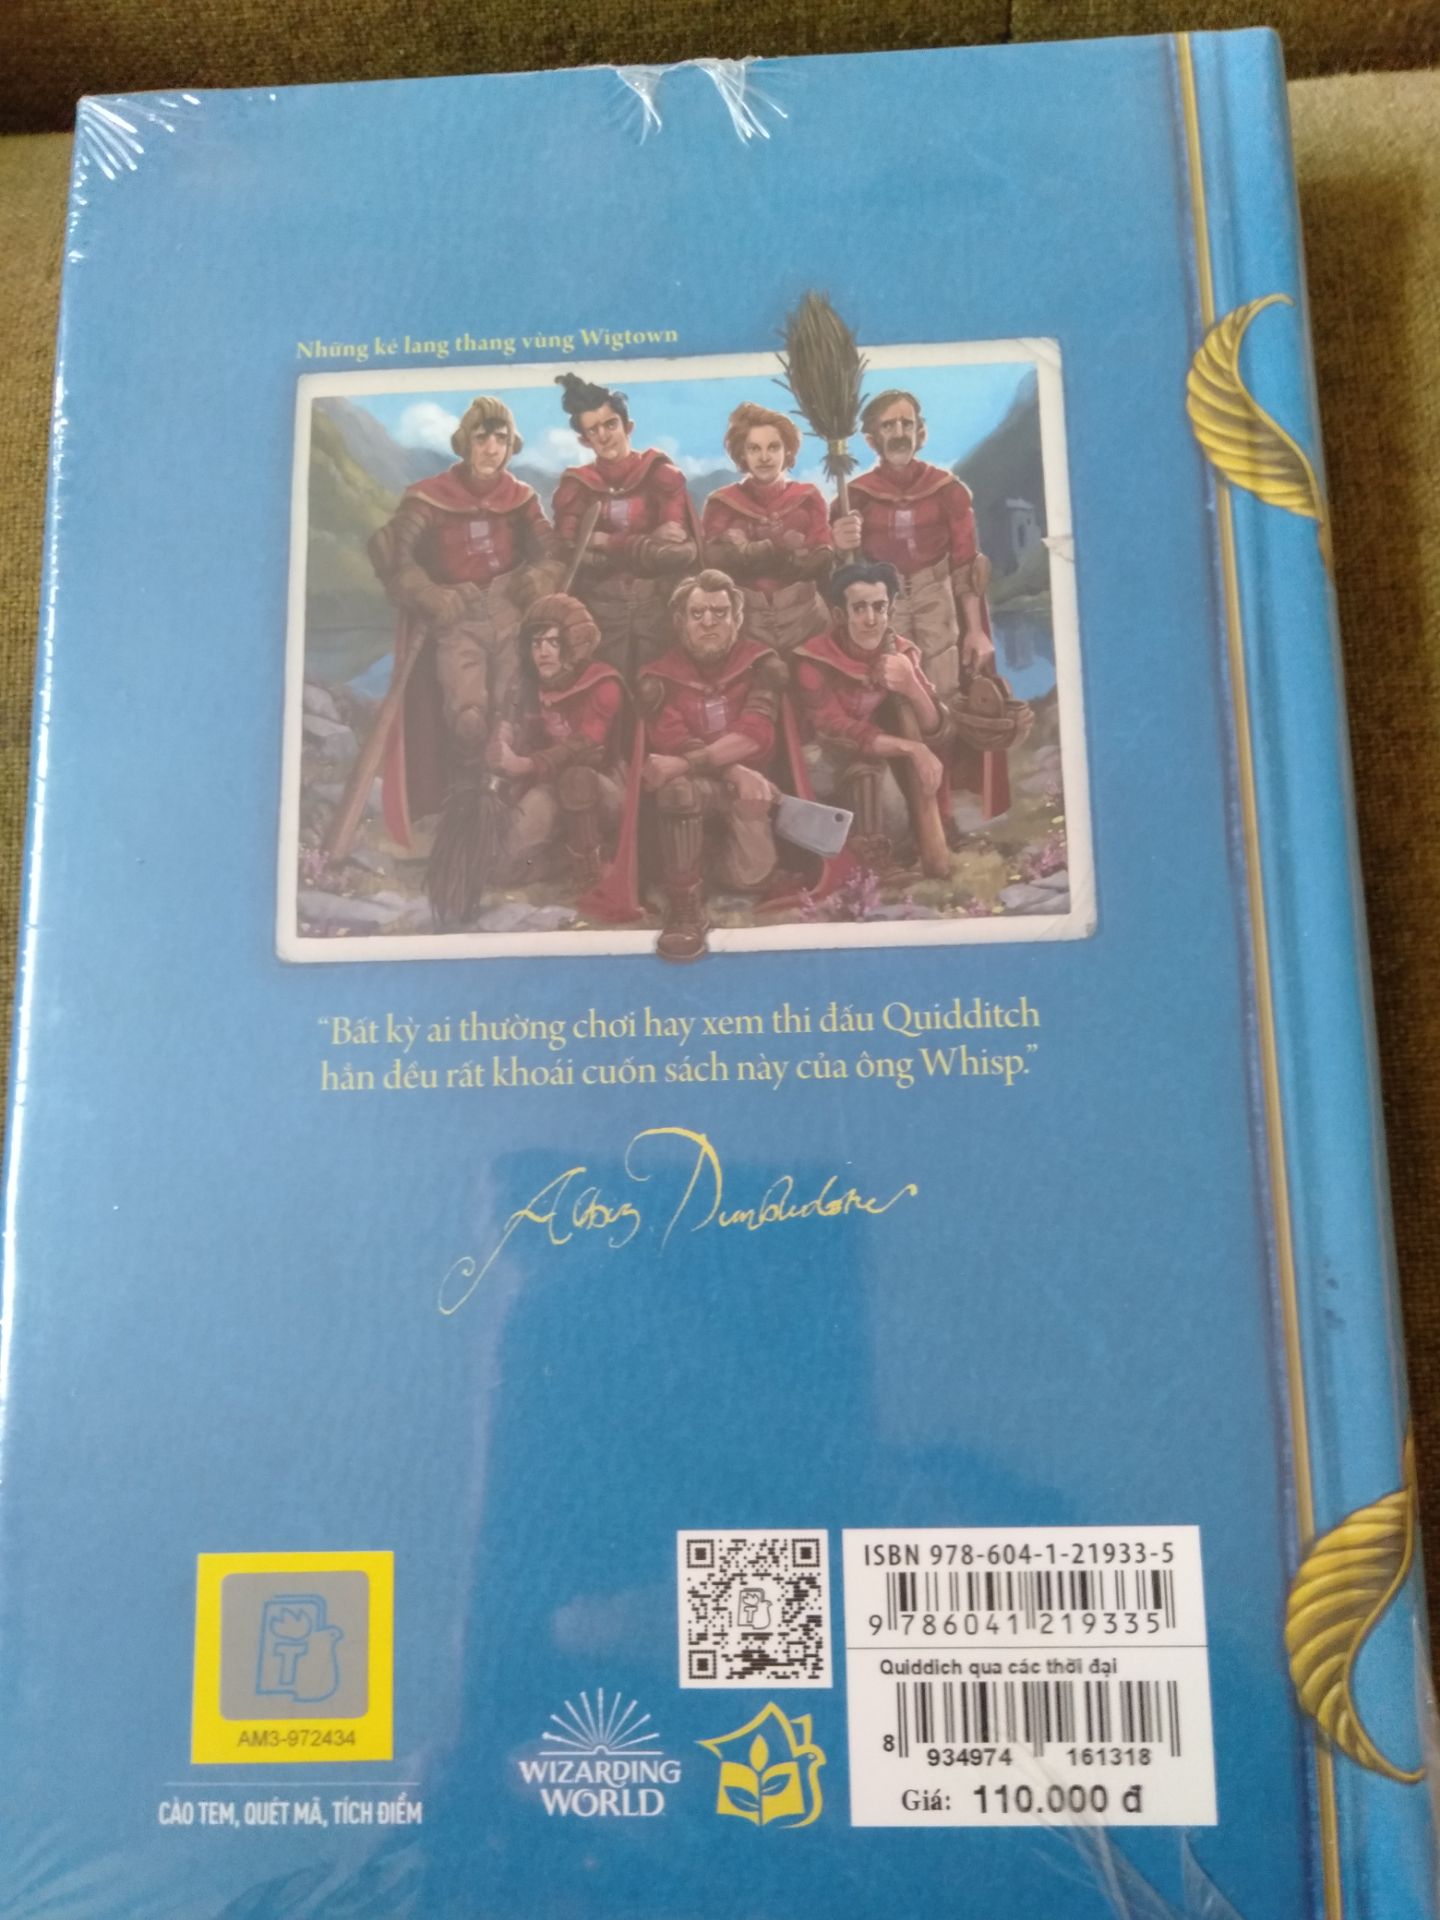 Những kẻ lang thang vùng Wigtown
“Bất kỳ ai thường chơi hay xem thi đấu Quidditch
hẳn đều rất khoái cuốn sách này của ông Whisp.”
Albus Dumbledore
ISBN 978-604-1-21933-5
9 786041 219335
Quiddich qua các thời đại
8 934974 161318
Giá: 110.000 đ
T
AM3-972434
CÀO TEM, QUÉT MÃ, TÍCH ĐIỂM
WIZARDING
WORLD